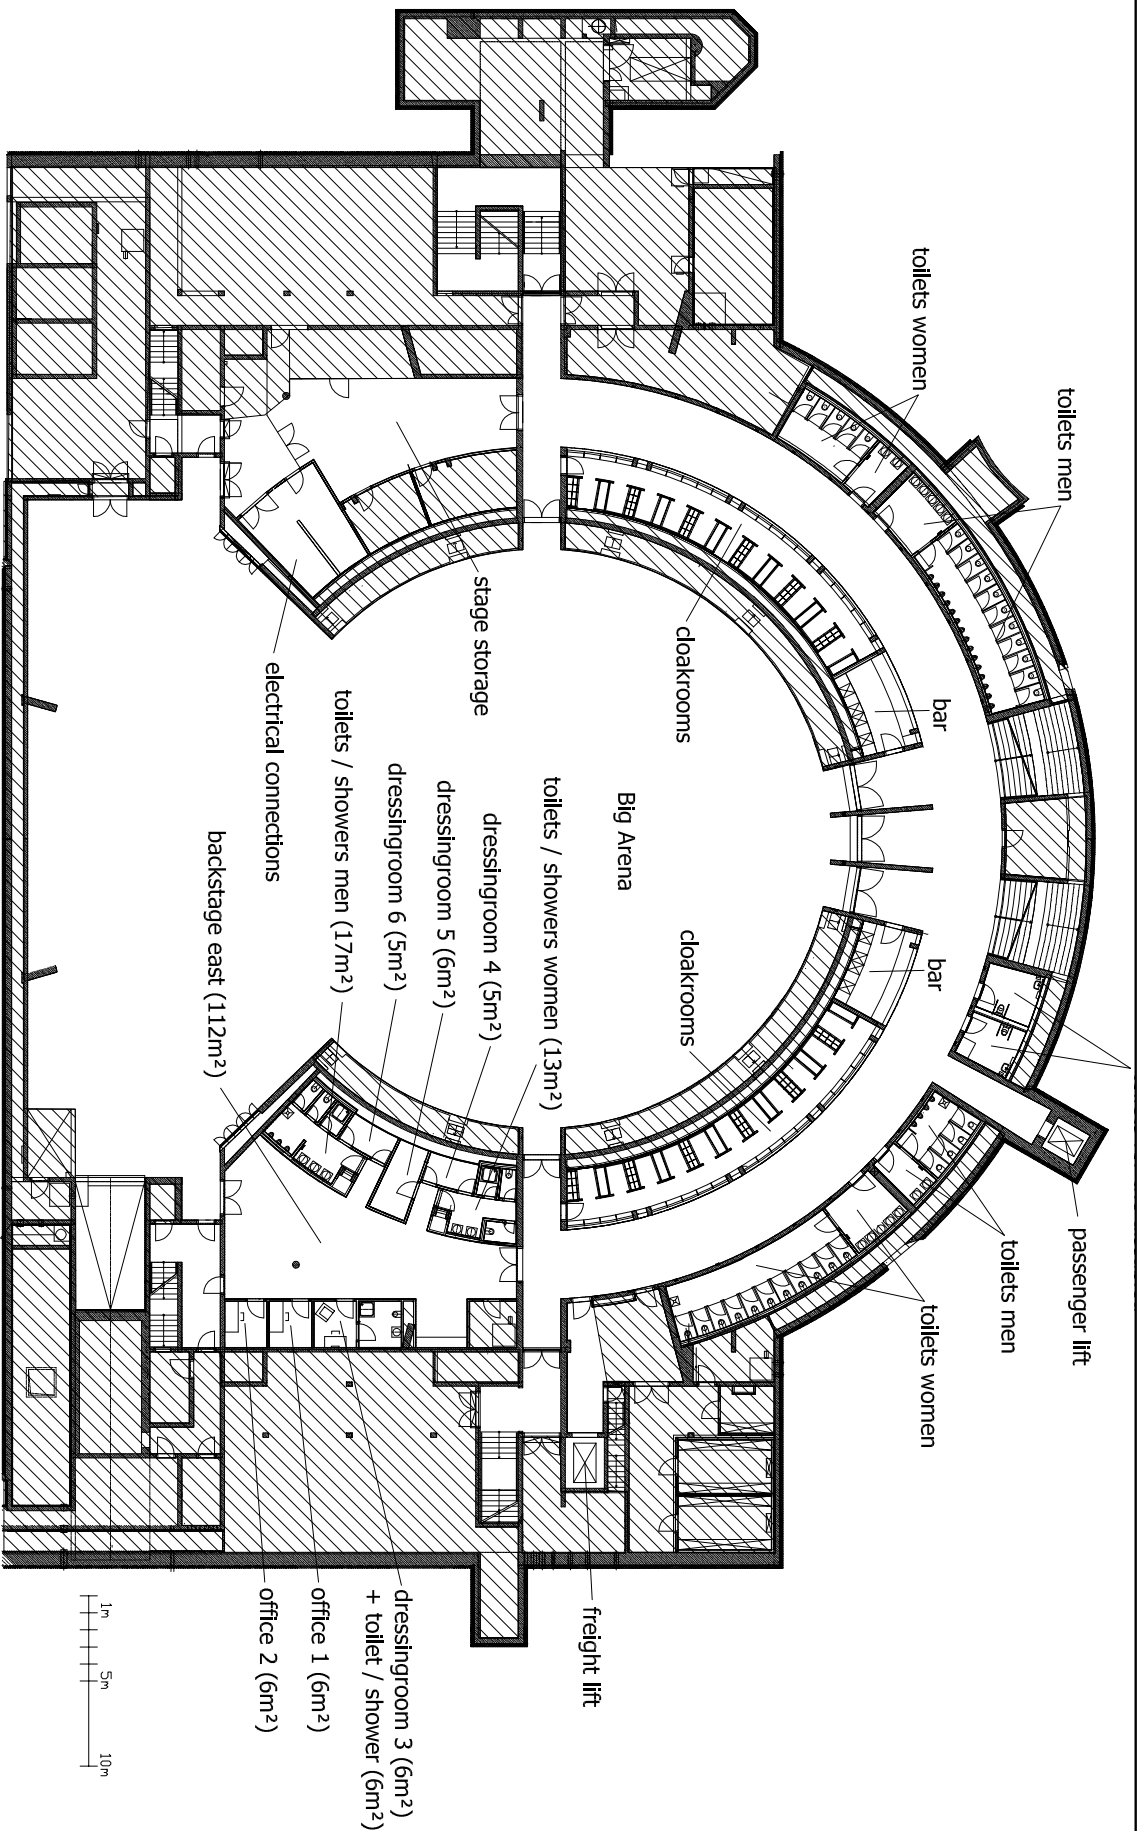 toilets women
toilets men
stage storage
electrical connections
cloakrooms
bar
toilets / showers men (17m²)
dressingroom 6 (5m²)
dressingroom 5 (6m²)
dressingroom 4 (5m²)
toilets / showers women (13m²)
Big Arena
backstage east (112m²)
cloakrooms
bar
passenger lift
toilets men
toilets women
freight lift
dressingroom 3 (6m²)
+ toilet / shower (6m²)
office 1 (6m²)
office 2 (6m²)
1m
5m
10m